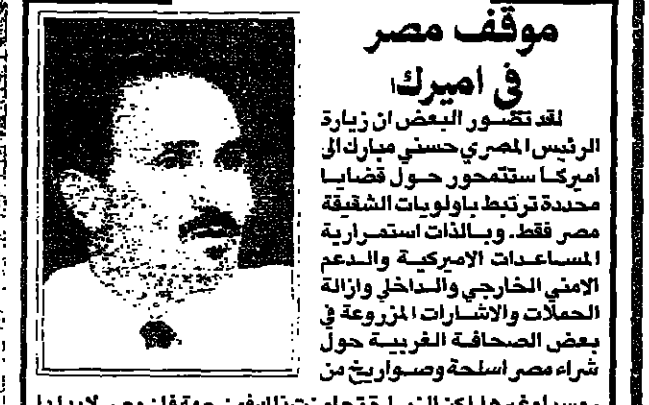 موقف مصر
في اميركا
لقد تصور البعض ان زيارة
الرئيس المصري حسني مبارك الى
اميركا ستتمحور حول قضايا
محددة ترتبط باولويات الشقيقة
مصر فقط. وبالذات استمرارية
المساعدات الاميركية والدعم
الامني الخارجي والداخلي وازالة
الحملات والاشارات المزروعة في
بعض الصحافة الغربية حول
شراء مصر اسلحة وصواريخ من